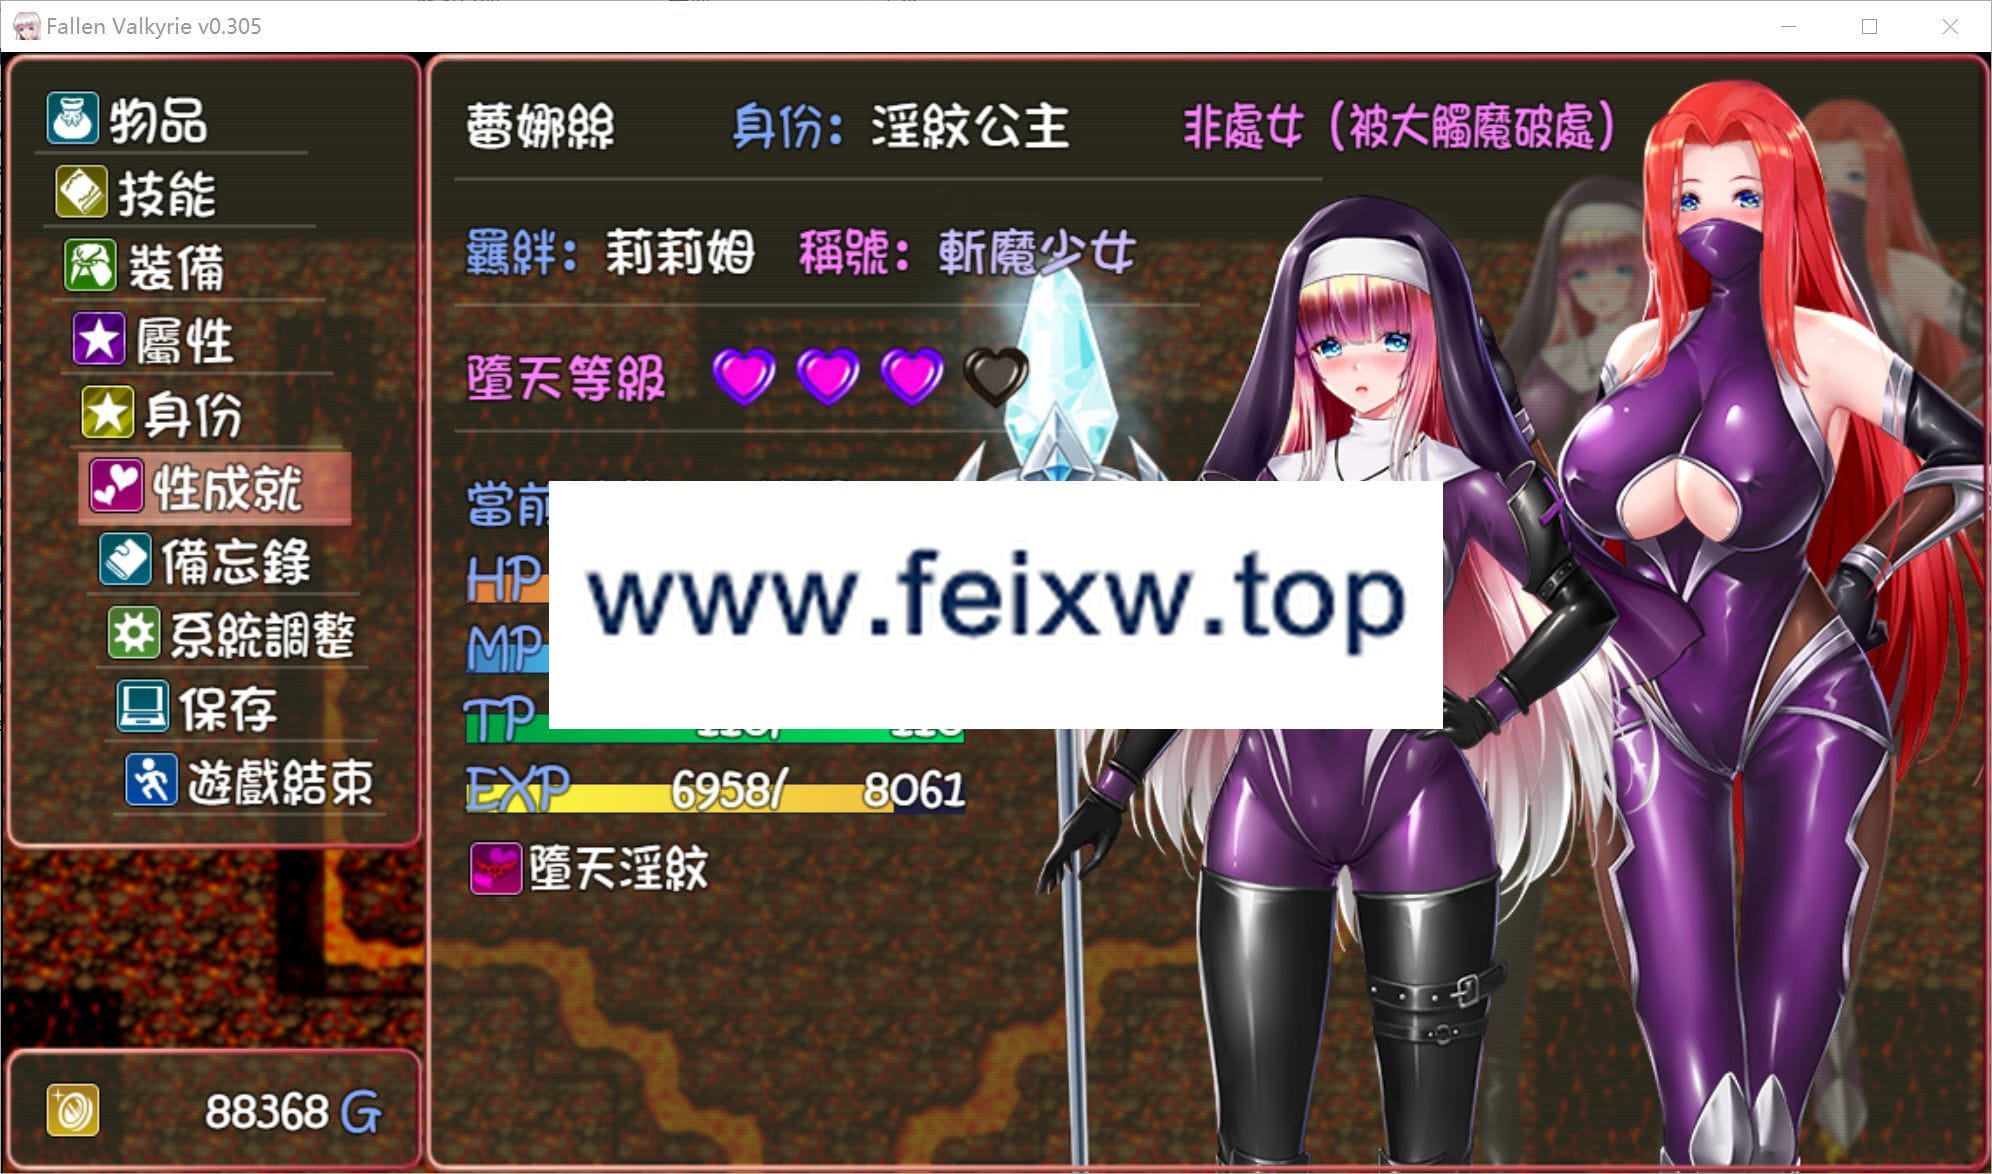 Fallen Valkyrie v0.305
物品
技能
裝備
屬性
身份
性成就
備忘錄
系統調整
保存
遊戲結束
88368 G
蕾娜絲 身份: 淫紋公主 非處女 (被大觸魔破處)
羈絆: 莉莉姆 稱號: 斬魔少女
墮天等級
當前
HP
MP
TP
EXP 6958/ 8061
墮天淫紋
www.feixw.top